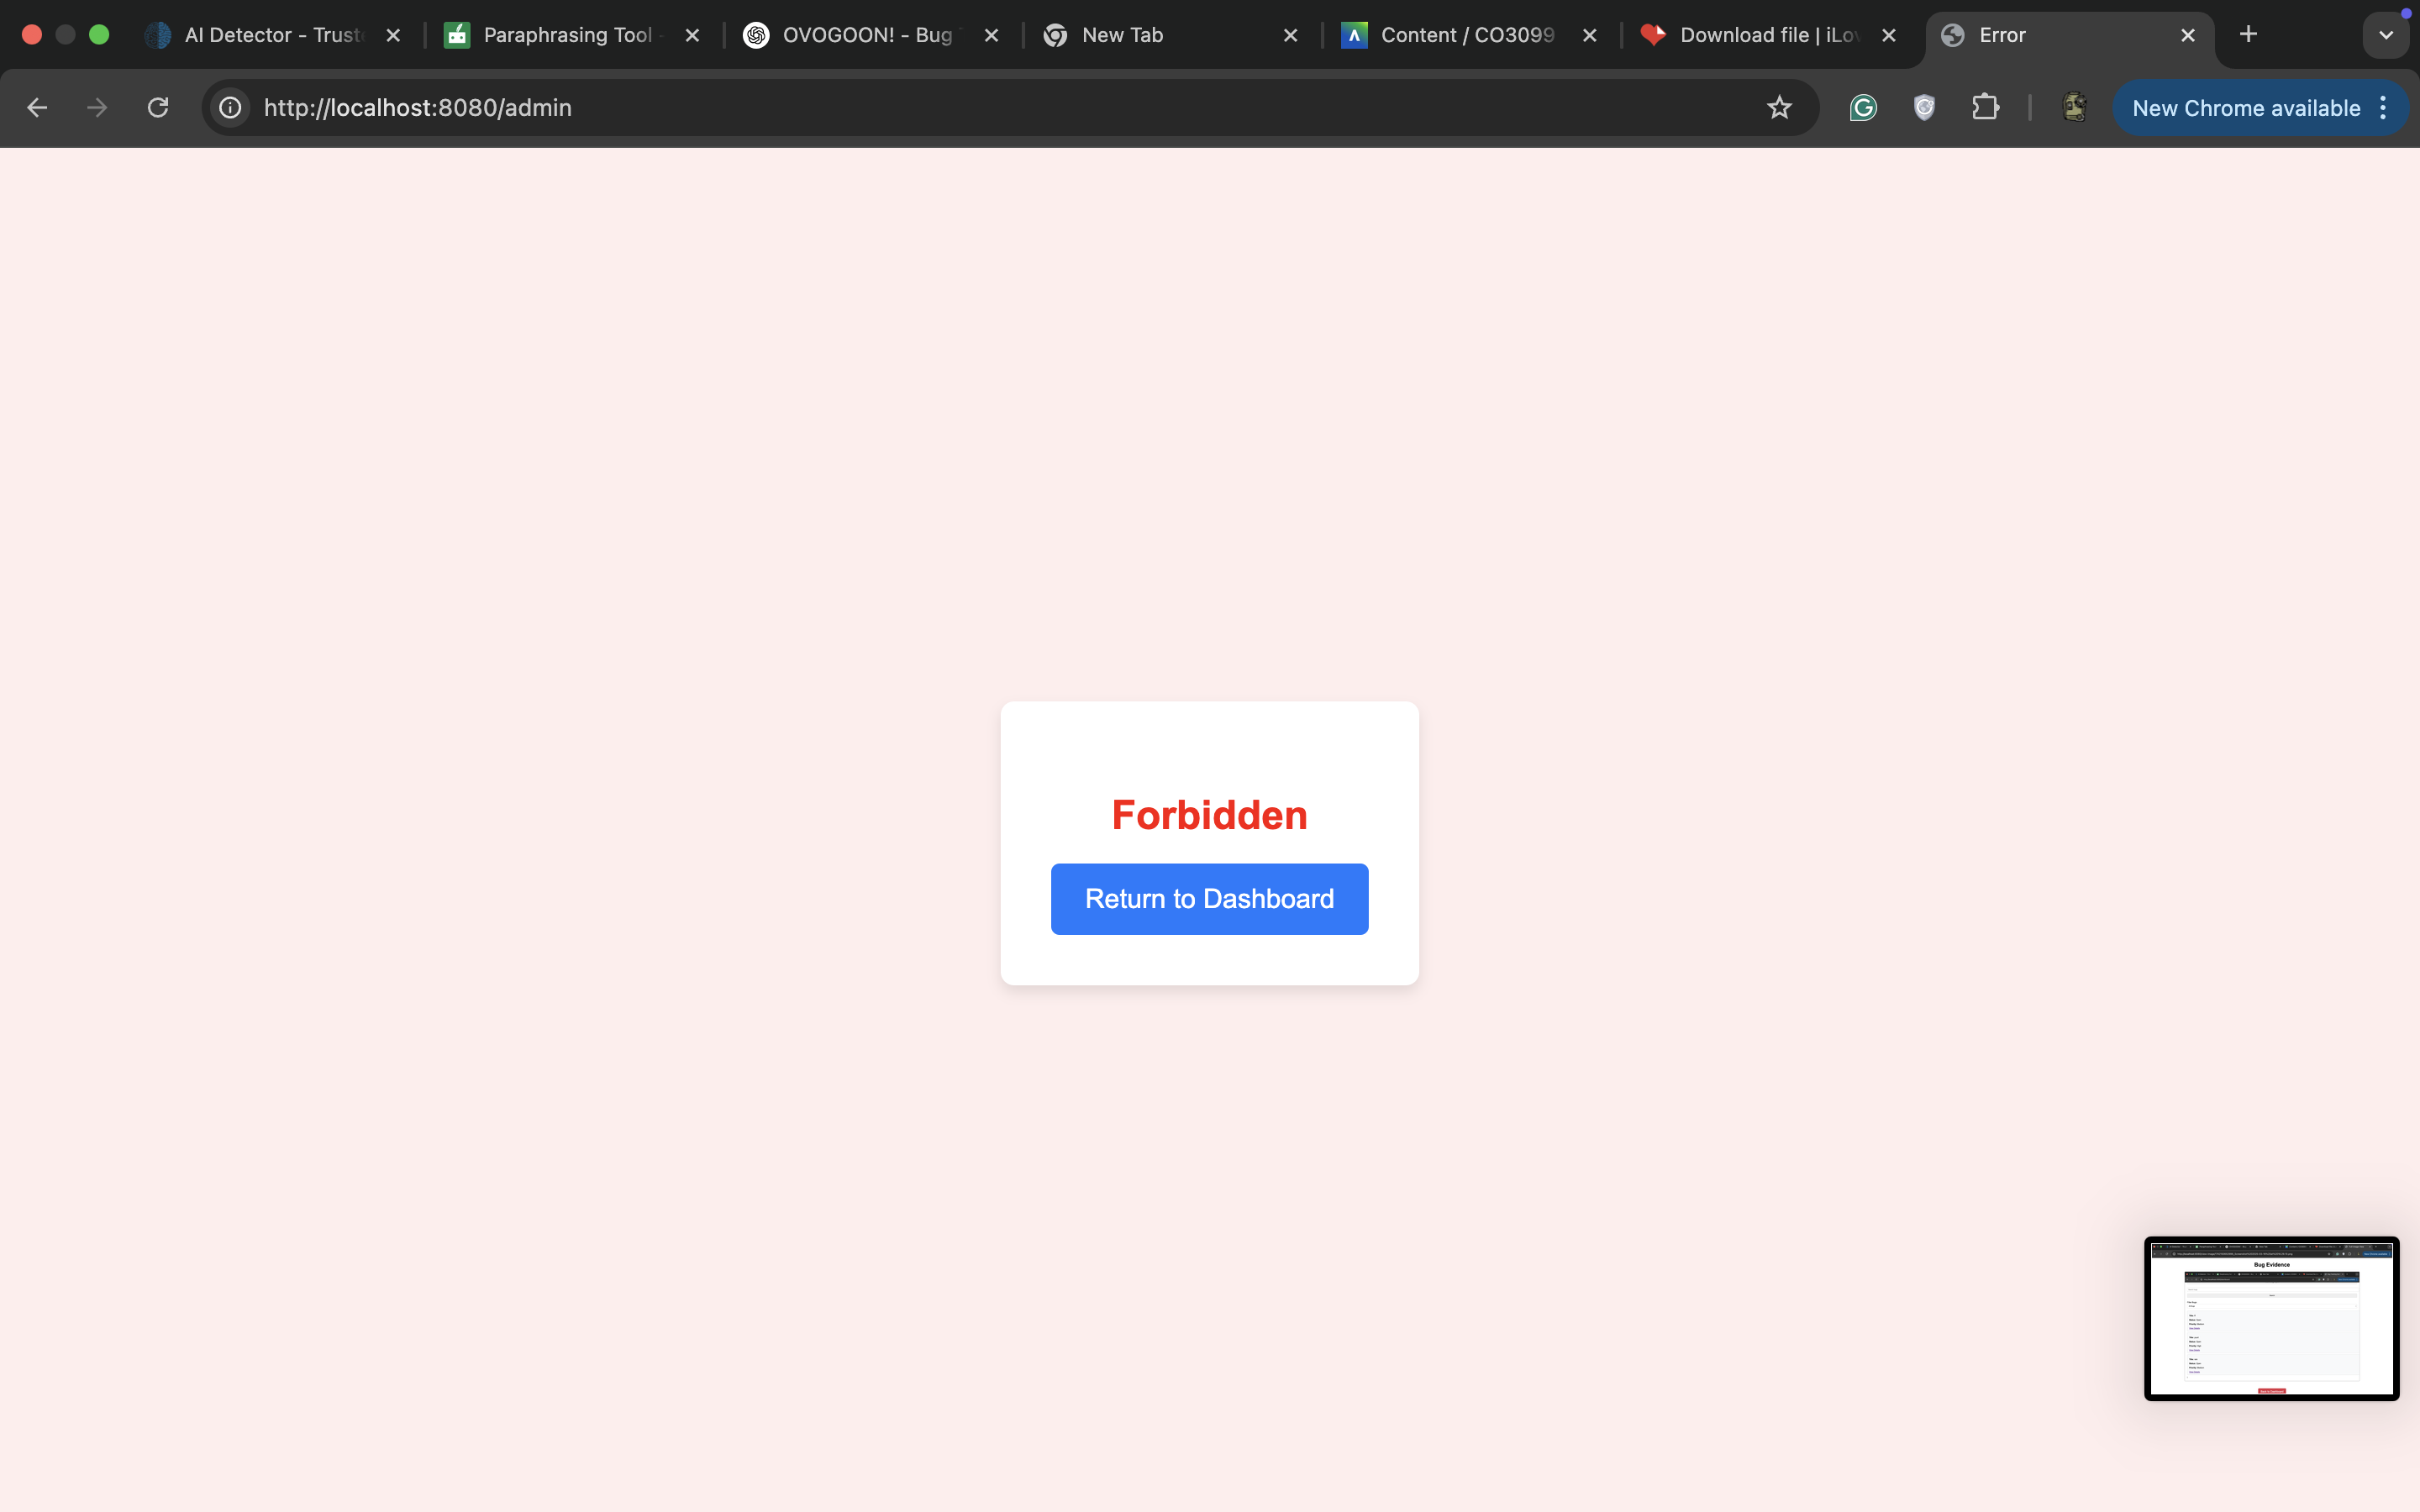 AI Detector - Trust
Paraphrasing Tool -
OVOGOON! - Bug
New Tab
Content / CO3099
Download file | iLov
Error
http://localhost:8080/admin
New Chrome available
Forbidden
Return to Dashboard
Bug Evidence